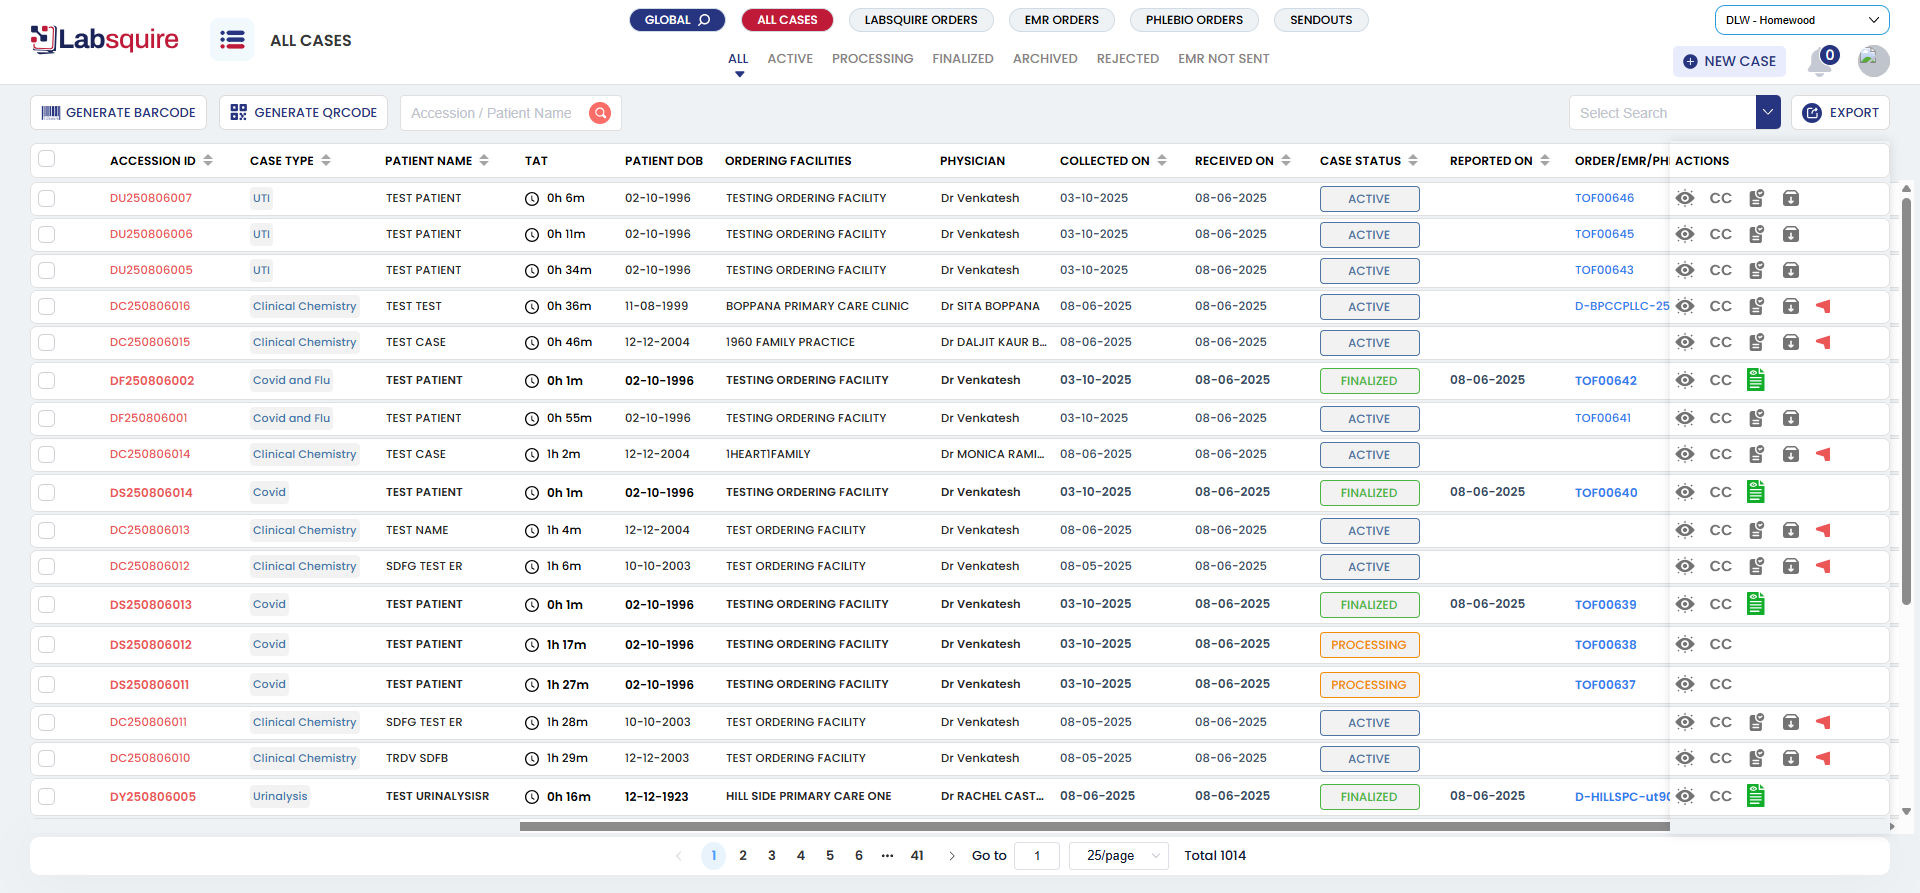 Labsquire
ALL CASES
GLOBAL
ALL CASES
LABSQUIRE ORDERS
EMR ORDERS
PHLEBIO ORDERS
SENDOUTS
ALL
ACTIVE
PROCESSING
FINALIZED
ARCHIVED
REJECTED
EMR NOT SENT
DLW - Homewood
NEW CASE
0
GENERATE BARCODE
GENERATE QRCODE
Accession / Patient Name
Select Search
EXPORT
ACCESSION ID CASE TYPE PATIENT NAME TAT PATIENT DOB ORDERING FACILITIES PHYSICIAN COLLECTED ON RECEIVED ON CASE STATUS REPORTED ON ORDER/EMR/PH ACTIONS
DU250806007 UTI TEST PATIENT 0h 6m 02-10-1996 TESTING ORDERING FACILITY Dr Venkatesh 03-10-2025 08-06-2025 ACTIVE TOF00646 CC
DU250806006 UTI TEST PATIENT 0h 11m 02-10-1996 TESTING ORDERING FACILITY Dr Venkatesh 03-10-2025 08-06-2025 ACTIVE TOF00645 CC
DU250806005 UTI TEST PATIENT 0h 34m 02-10-1996 TESTING ORDERING FACILITY Dr Venkatesh 03-10-2025 08-06-2025 ACTIVE TOF00643 CC
DC250806016 Clinical Chemistry TEST TEST 0h 36m 11-08-1999 BOPPANA PRIMARY CARE CLINIC Dr SITA BOPPANA 08-06-2025 08-06-2025 ACTIVE D-BPCCPLLC-25 CC
DC250806015 Clinical Chemistry TEST CASE 0h 46m 12-12-2004 1960 FAMILY PRACTICE Dr DALJIT KAUR B... 08-06-2025 08-06-2025 ACTIVE CC
DF250806002 Covid and Flu TEST PATIENT 0h 1m 02-10-1996 TESTING ORDERING FACILITY Dr Venkatesh 03-10-2025 08-06-2025 FINALIZED 08-06-2025 TOF00642 CC
DF250806001 Covid and Flu TEST PATIENT 0h 55m 02-10-1996 TESTING ORDERING FACILITY Dr Venkatesh 03-10-2025 08-06-2025 ACTIVE TOF00641 CC
DC250806014 Clinical Chemistry TEST CASE 1h 2m 12-12-2004 1HEART1FAMILY Dr MONICA RAMI... 08-06-2025 08-06-2025 ACTIVE CC
DS250806014 Covid TEST PATIENT 0h 1m 02-10-1996 TESTING ORDERING FACILITY Dr Venkatesh 03-10-2025 08-06-2025 FINALIZED 08-06-2025 TOF00640 CC
DC250806013 Clinical Chemistry TEST NAME 1h 4m 12-12-2004 TEST ORDERING FACILITY Dr Venkatesh 08-06-2025 08-06-2025 ACTIVE CC
DC250806012 Clinical Chemistry SDFG TEST ER 1h 6m 10-10-2003 TEST ORDERING FACILITY Dr Venkatesh 08-05-2025 08-06-2025 ACTIVE CC
DS250806013 Covid TEST PATIENT 0h 1m 02-10-1996 TESTING ORDERING FACILITY Dr Venkatesh 03-10-2025 08-06-2025 FINALIZED 08-06-2025 TOF00639 CC
DS250806012 Covid TEST PATIENT 1h 17m 02-10-1996 TESTING ORDERING FACILITY Dr Venkatesh 03-10-2025 08-06-2025 PROCESSING TOF00638 CC
DS250806011 Covid TEST PATIENT 1h 27m 02-10-1996 TESTING ORDERING FACILITY Dr Venkatesh 03-10-2025 08-06-2025 PROCESSING TOF00637 CC
DC250806011 Clinical Chemistry SDFG TEST ER 1h 28m 10-10-2003 TEST ORDERING FACILITY Dr Venkatesh 08-05-2025 08-06-2025 ACTIVE CC
DC250806010 Clinical Chemistry TRDV SDFB 1h 29m 12-12-2003 TEST ORDERING FACILITY Dr Venkatesh 08-05-2025 08-06-2025 ACTIVE CC
DY250806005 Urinalysis TEST URINALYSISR 0h 16m 12-12-1923 HILL SIDE PRIMARY CARE ONE Dr RACHEL CAST... 08-06-2025 08-06-2025 FINALIZED 08-06-2025 D-HILLSPC-ut90 CC
1 2 3 4 5 6 ... 41 Go to 1 25/page Total 1014